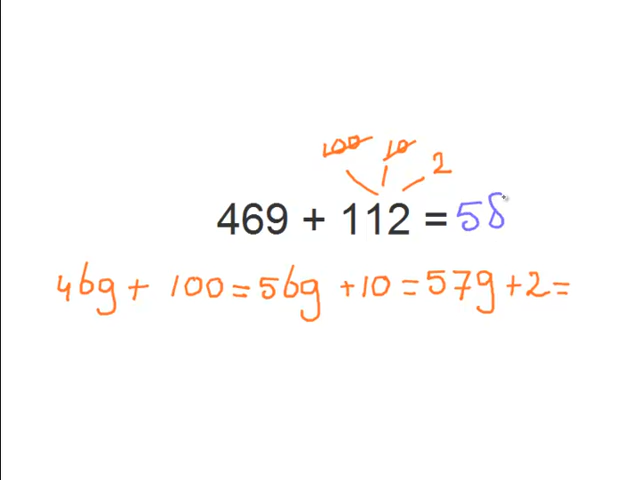 100 10 2
469 + 112 = 58
469 + 100 = 569 + 10 = 579 + 2 =